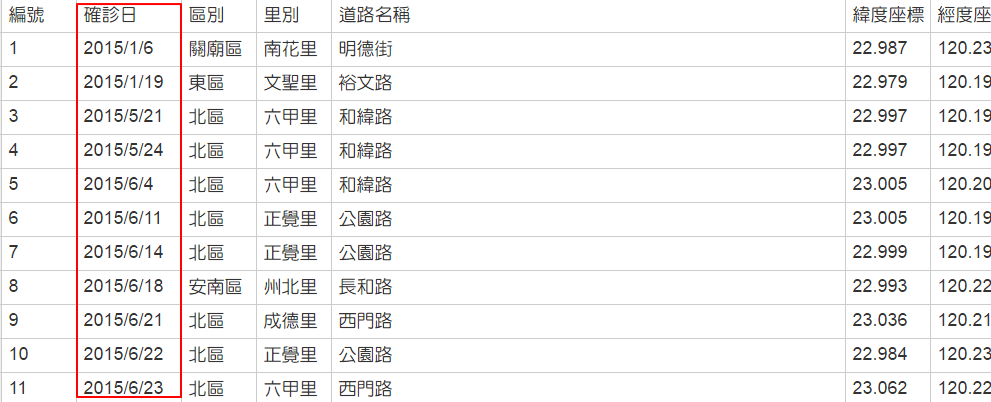 編號 確診日 區別 里別 道路名稱 緯度座標 經度座
1 2015/1/6 關廟區 南花里 明德街 22.987 120.23
2 2015/1/19 東區 文聖里 裕文路 22.979 120.19
3 2015/5/21 北區 六甲里 和緯路 22.997 120.19
4 2015/5/24 北區 六甲里 和緯路 22.997 120.19
5 2015/6/4 北區 六甲里 和緯路 23.005 120.20
6 2015/6/11 北區 正覺里 公園路 23.005 120.19
7 2015/6/14 北區 正覺里 公園路 22.999 120.19
8 2015/6/18 安南區 州北里 長和路 22.993 120.22
9 2015/6/21 北區 成德里 西門路 23.036 120.21
10 2015/6/22 北區 正覺里 公園路 22.984 120.23
11 2015/6/23 北區 六甲里 西門路 23.062 120.22